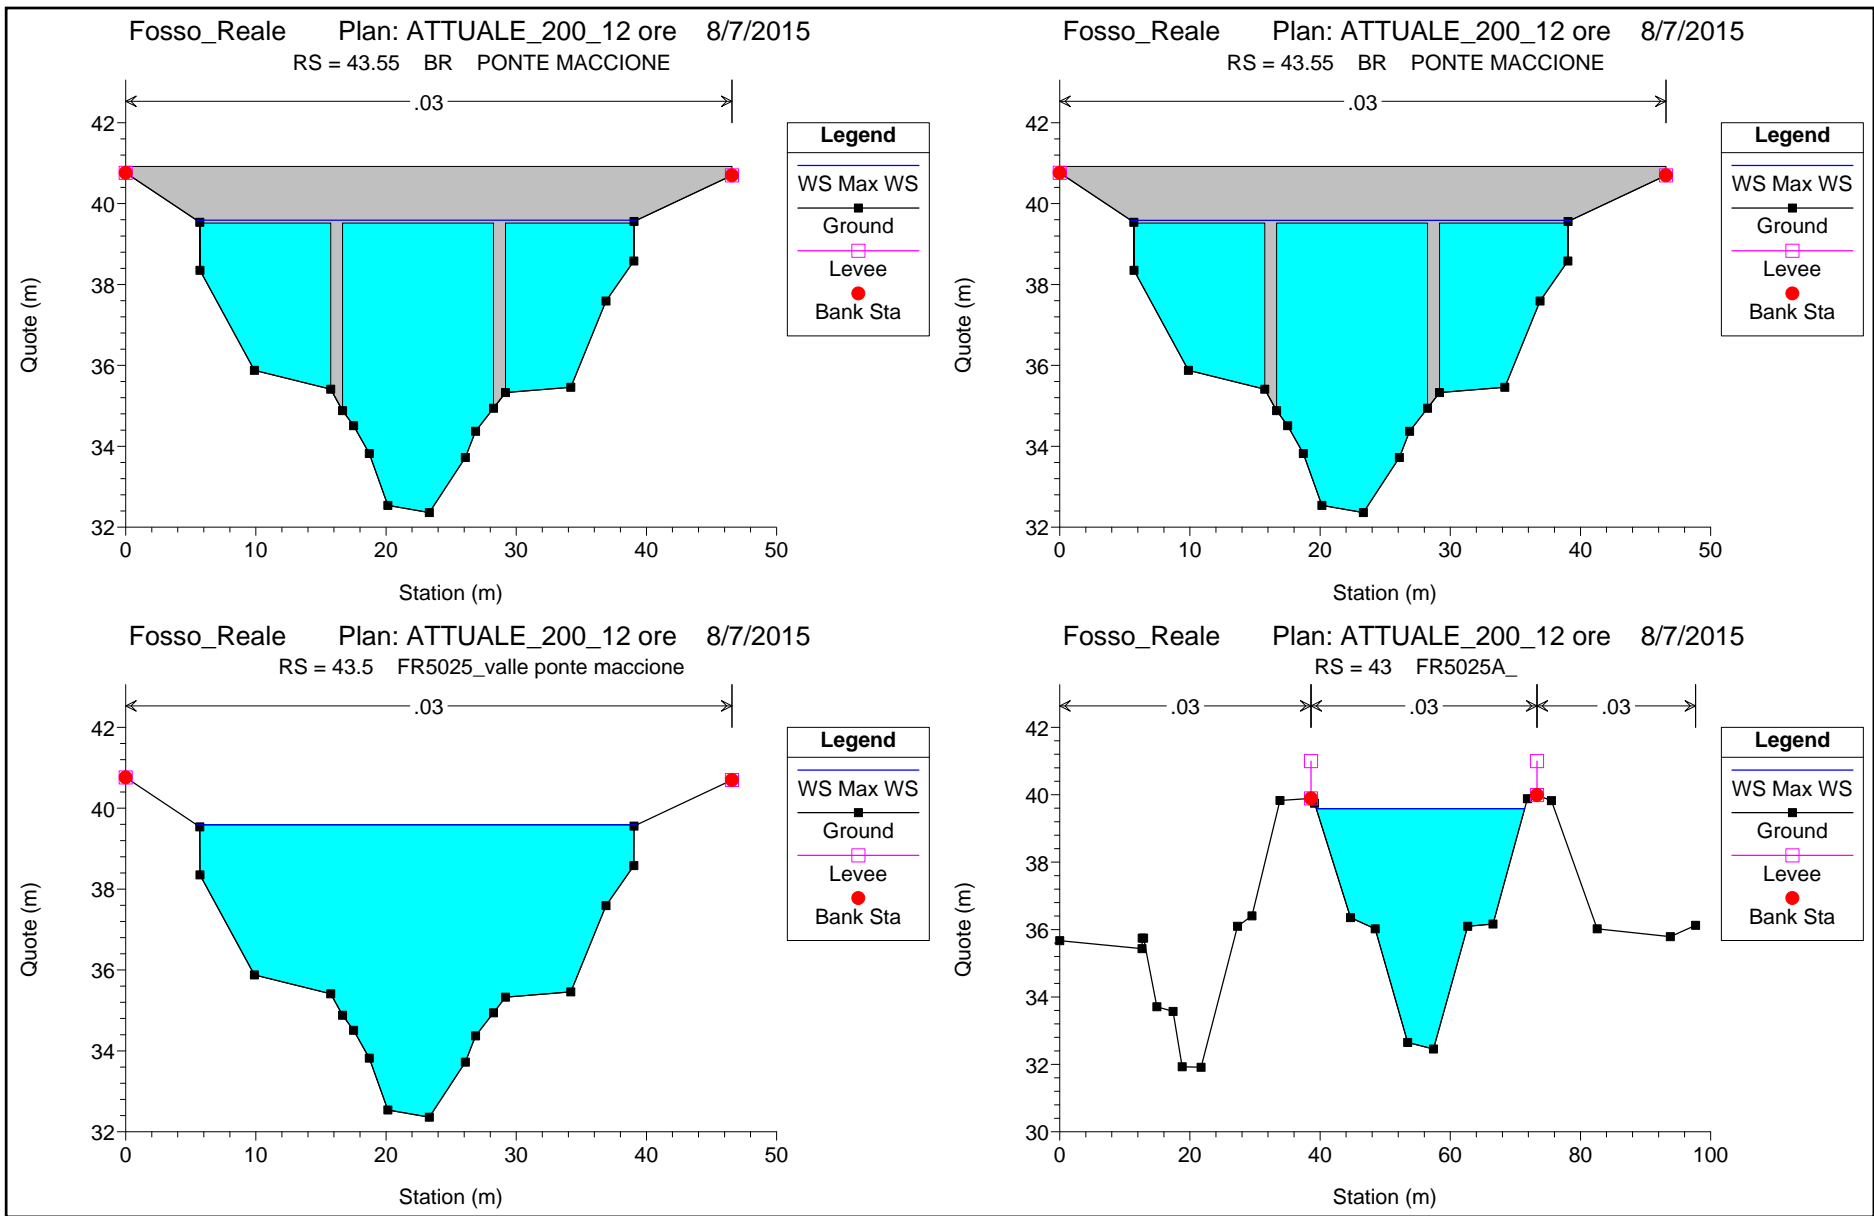 Fosso_Reale Plan: ATTUALE_200_12 ore 8/7/2015
RS = 43.55 BR PONTE MACCIONE
.03
42
40
38
36
34
32
0 10 20 30 40 50
Quote (m)
Station (m)
Legend
WS Max WS
Ground
Levee
Bank Sta
Fosso_Reale Plan: ATTUALE_200_12 ore 8/7/2015
RS = 43.55 BR PONTE MACCIONE
.03
42
40
38
36
34
32
0 10 20 30 40 50
Quote (m)
Station (m)
Legend
WS Max WS
Ground
Levee
Bank Sta
Fosso_Reale Plan: ATTUALE_200_12 ore 8/7/2015
RS = 43.5 FR5025_valle ponte maccione
.03
42
40
38
36
34
32
0 10 20 30 40 50
Quote (m)
Station (m)
Legend
WS Max WS
Ground
Levee
Bank Sta
Fosso_Reale Plan: ATTUALE_200_12 ore 8/7/2015
RS = 43 FR5025A_
.03 .03 .03
42
40
38
36
34
32
30
0 20 40 60 80 100
Quote (m)
Station (m)
Legend
WS Max WS
Ground
Levee
Bank Sta